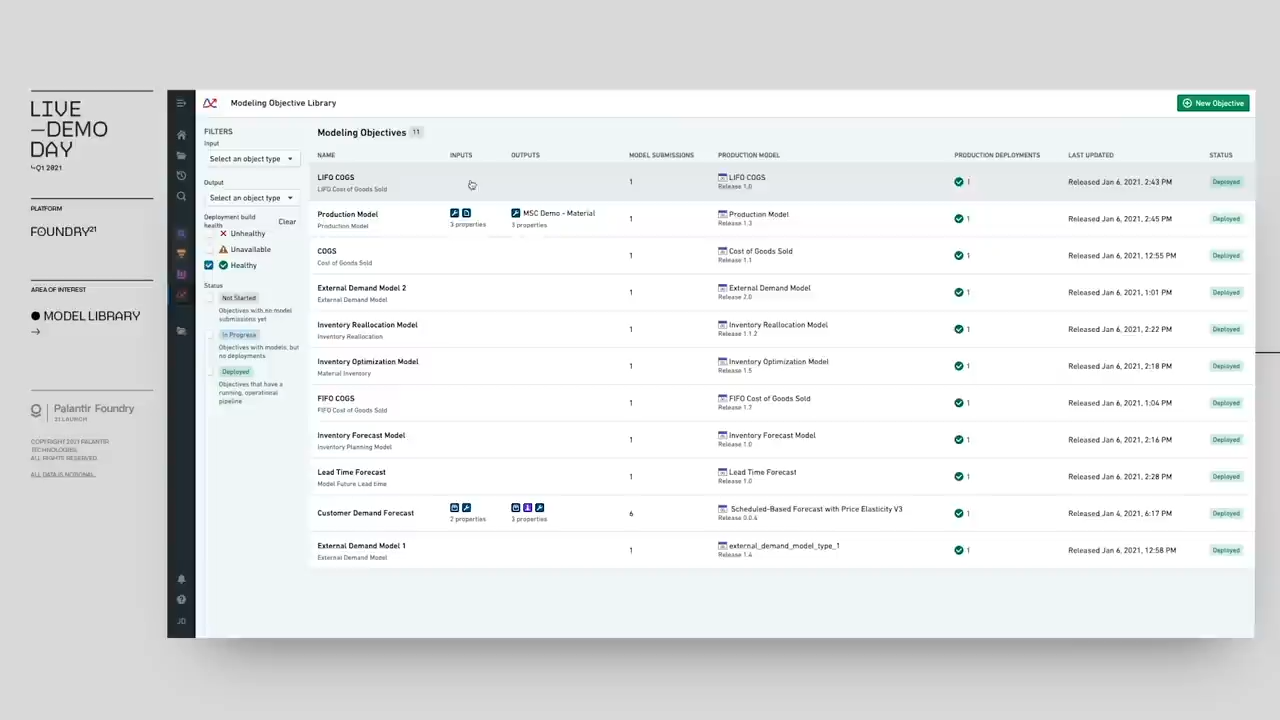 LIVE
—DEMO
DAY
↳Q1 2021
PLATFORM
FOUNDRY²¹
AREA OF INTEREST
● MODEL LIBRARY
→
Palantir Foundry
21 LAUNCH
COPYRIGHT 2021 PALANTIR
TECHNOLOGIES.
ALL RIGHTS RESERVED.
ALL DATA IS NOTIONAL.
Modeling Objective Library
New Objective
FILTERS
Input
Select an object type
Output
Select an object type
Deployment build
health
Clear
Unhealthy
Unavailable
Healthy
Status
Not Started
Objectives with no model
submissions yet
In Progress
Objectives with models, but
no deployments
Deployed
Objectives that have a
running, operational
pipeline
JD
Modeling Objectives 11
NAME INPUTS OUTPUTS MODEL SUBMISSIONS PRODUCTION MODEL PRODUCTION DEPLOYMENTS LAST UPDATED STATUS
LIFO COGS 1 LIFO COGS 1 Released Jan 6, 2021, 2:43 PM Deployed
LIFO Cost of Goods Sold Release 1.0
Production Model MSC Demo - Material 1 Production Model 1 Released Jan 6, 2021, 2:45 PM Deployed
Production Model 3 properties 3 properties Release 1.3
COGS 1 Cost of Goods Sold 1 Released Jan 6, 2021, 12:55 PM Deployed
Cost of Goods Sold Release 1.1
External Demand Model 2 1 External Demand Model 1 Released Jan 6, 2021, 1:01 PM Deployed
External Demand Model Release 2.0
Inventory Reallocation Model 1 Inventory Reallocation Model 1 Released Jan 6, 2021, 2:22 PM Deployed
Inventory Reallocation Release 1.1.2
Inventory Optimization Model 1 Inventory Optimization Model 1 Released Jan 6, 2021, 2:18 PM Deployed
Material Inventory Release 1.5
FIFO COGS 1 FIFO Cost of Goods Sold 1 Released Jan 6, 2021, 1:04 PM Deployed
FIFO Cost of Goods Sold Release 1.7
Inventory Forecast Model 1 Inventory Forecast Model 1 Released Jan 6, 2021, 2:16 PM Deployed
Inventory Planning Model Release 1.0
Lead Time Forecast 1 Lead Time Forecast 1 Released Jan 6, 2021, 2:28 PM Deployed
Model Future Lead time Release 1.0
Customer Demand Forecast 6 Scheduled-Based Forecast with Price Elasticity V3 1 Released Jan 4, 2021, 6:17 PM Deployed
2 properties 3 properties Release 0.0.4
External Demand Model 1 1 external_demand_model_type_1 1 Released Jan 6, 2021, 12:58 PM Deployed
External Demand Model Release 1.4